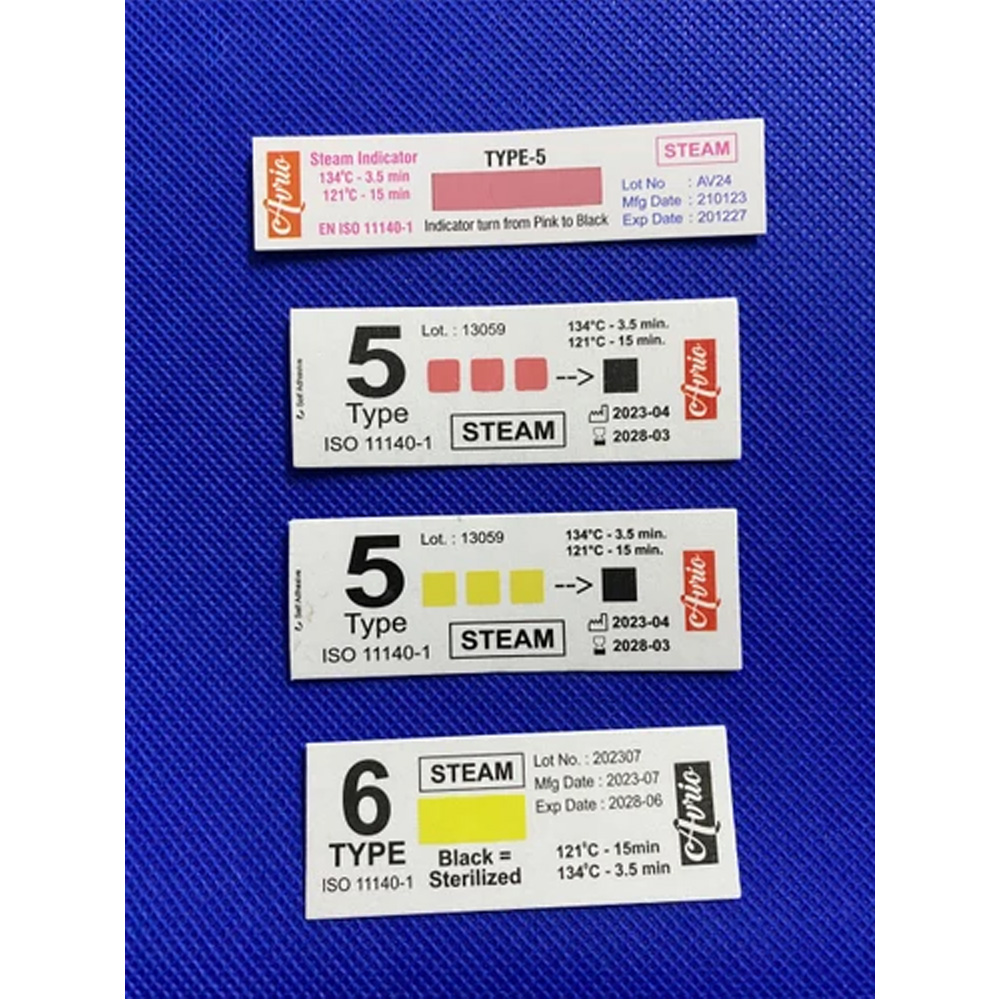 Avrio
Steam Indicator
134°C - 3.5 min
121°C - 15 min
EN ISO 11140-1
TYPE-5
Indicator turn from Pink to Black
STEAM
Lot No : AV24
Mfg Date : 210123
Exp Date : 201227
Self Adhesive
5
Type
ISO 11140-1
Lot. : 13059
-->
STEAM
134°C - 3.5 min.
121°C - 15 min.
2023-04
2028-03
Avrio
Self Adhesive
5
Type
ISO 11140-1
Lot. : 13059
-->
STEAM
134°C - 3.5 min.
121°C - 15 min.
2023-04
2028-03
Avrio
6
TYPE
ISO 11140-1
STEAM
Black =
Sterilized
Lot No. : 202307
Mfg Date : 2023-07
Exp Date : 2028-06
121°C - 15min
134°C - 3.5 min
Avrio